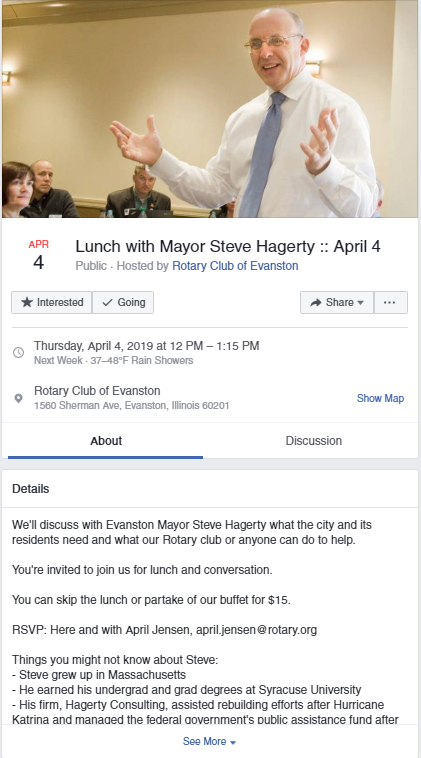 APR
4
Lunch with Mayor Steve Hagerty :: April 4
Public · Hosted by Rotary Club of Evanston
Interested
Going
Share
Thursday, April 4, 2019 at 12 PM – 1:15 PM
Next Week · 37–48°F Rain Showers
Rotary Club of Evanston
1560 Sherman Ave, Evanston, Illinois 60201
Show Map
About
Discussion
Details
We'll discuss with Evanston Mayor Steve Hagerty what the city and its
residents need and what our Rotary club or anyone can do to help.
You're invited to join us for lunch and conversation.
You can skip the lunch or partake of our buffet for $15.
RSVP: Here and with April Jensen, april.jensen@rotary.org
Things you might not know about Steve:
- Steve grew up in Massachusetts
- He earned his undergrad and grad degrees at Syracuse University
- His firm, Hagerty Consulting, assisted rebuilding efforts after Hurricane
Katrina and managed the federal government's public assistance fund after
See More